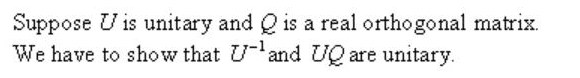 Suppose U is unitary and Q is a real orthogonal matrix.
We have to show that U⁻¹ and UQ are unitary.